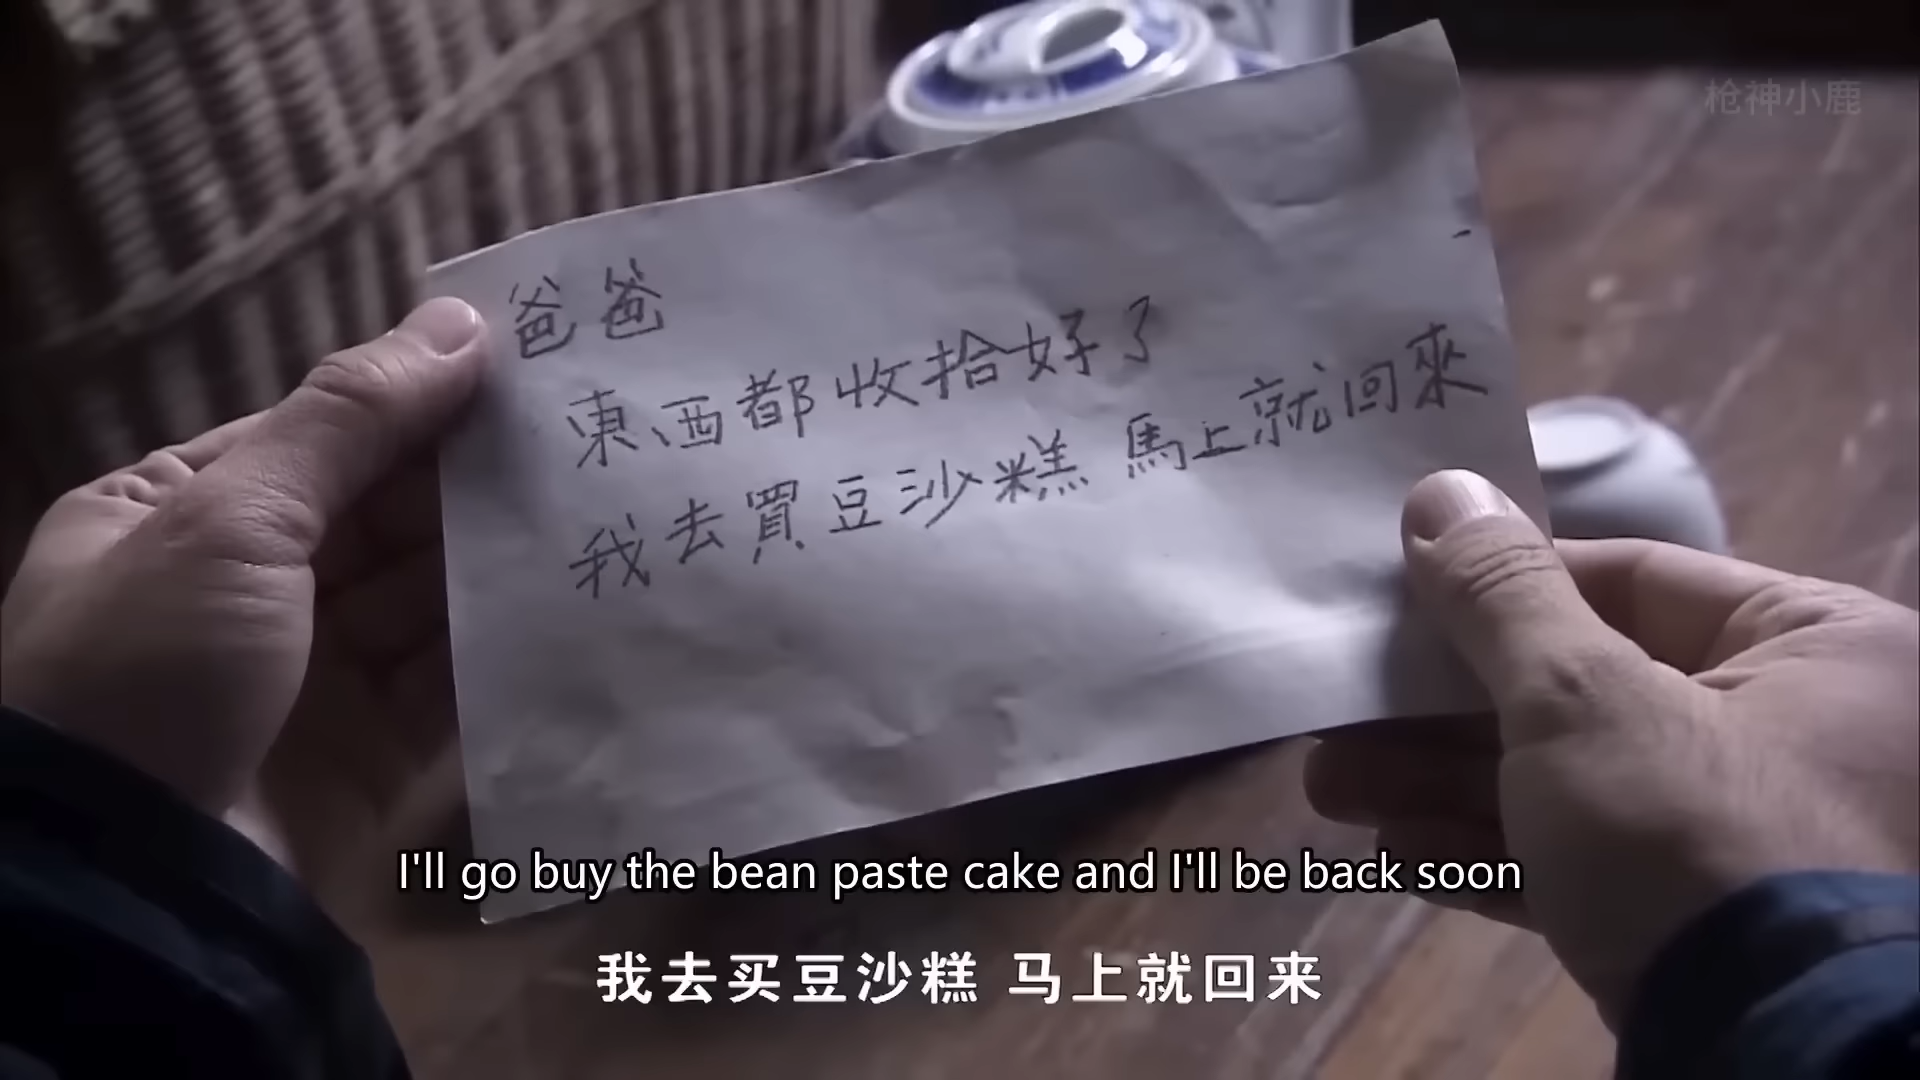 枪神小鹿
爸爸
東西都收拾好了
我去買豆沙糕 馬上就回來
I'll go buy the bean paste cake and I'll be back soon
我去买豆沙糕 马上就回来